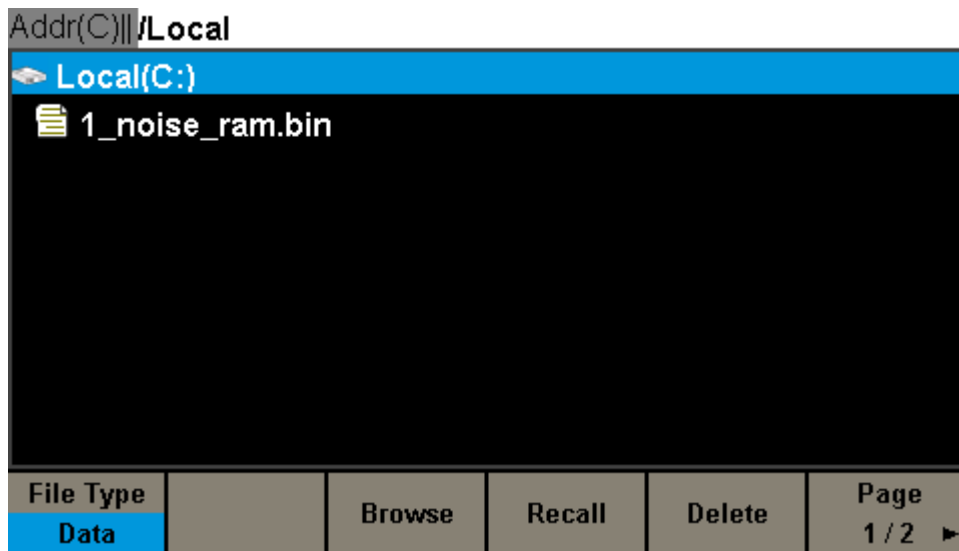 Addr(C)|| /Local
Local(C:)
1_noise_ram.bin
File Type
Data
Browse
Recall
Delete
Page
1 / 2